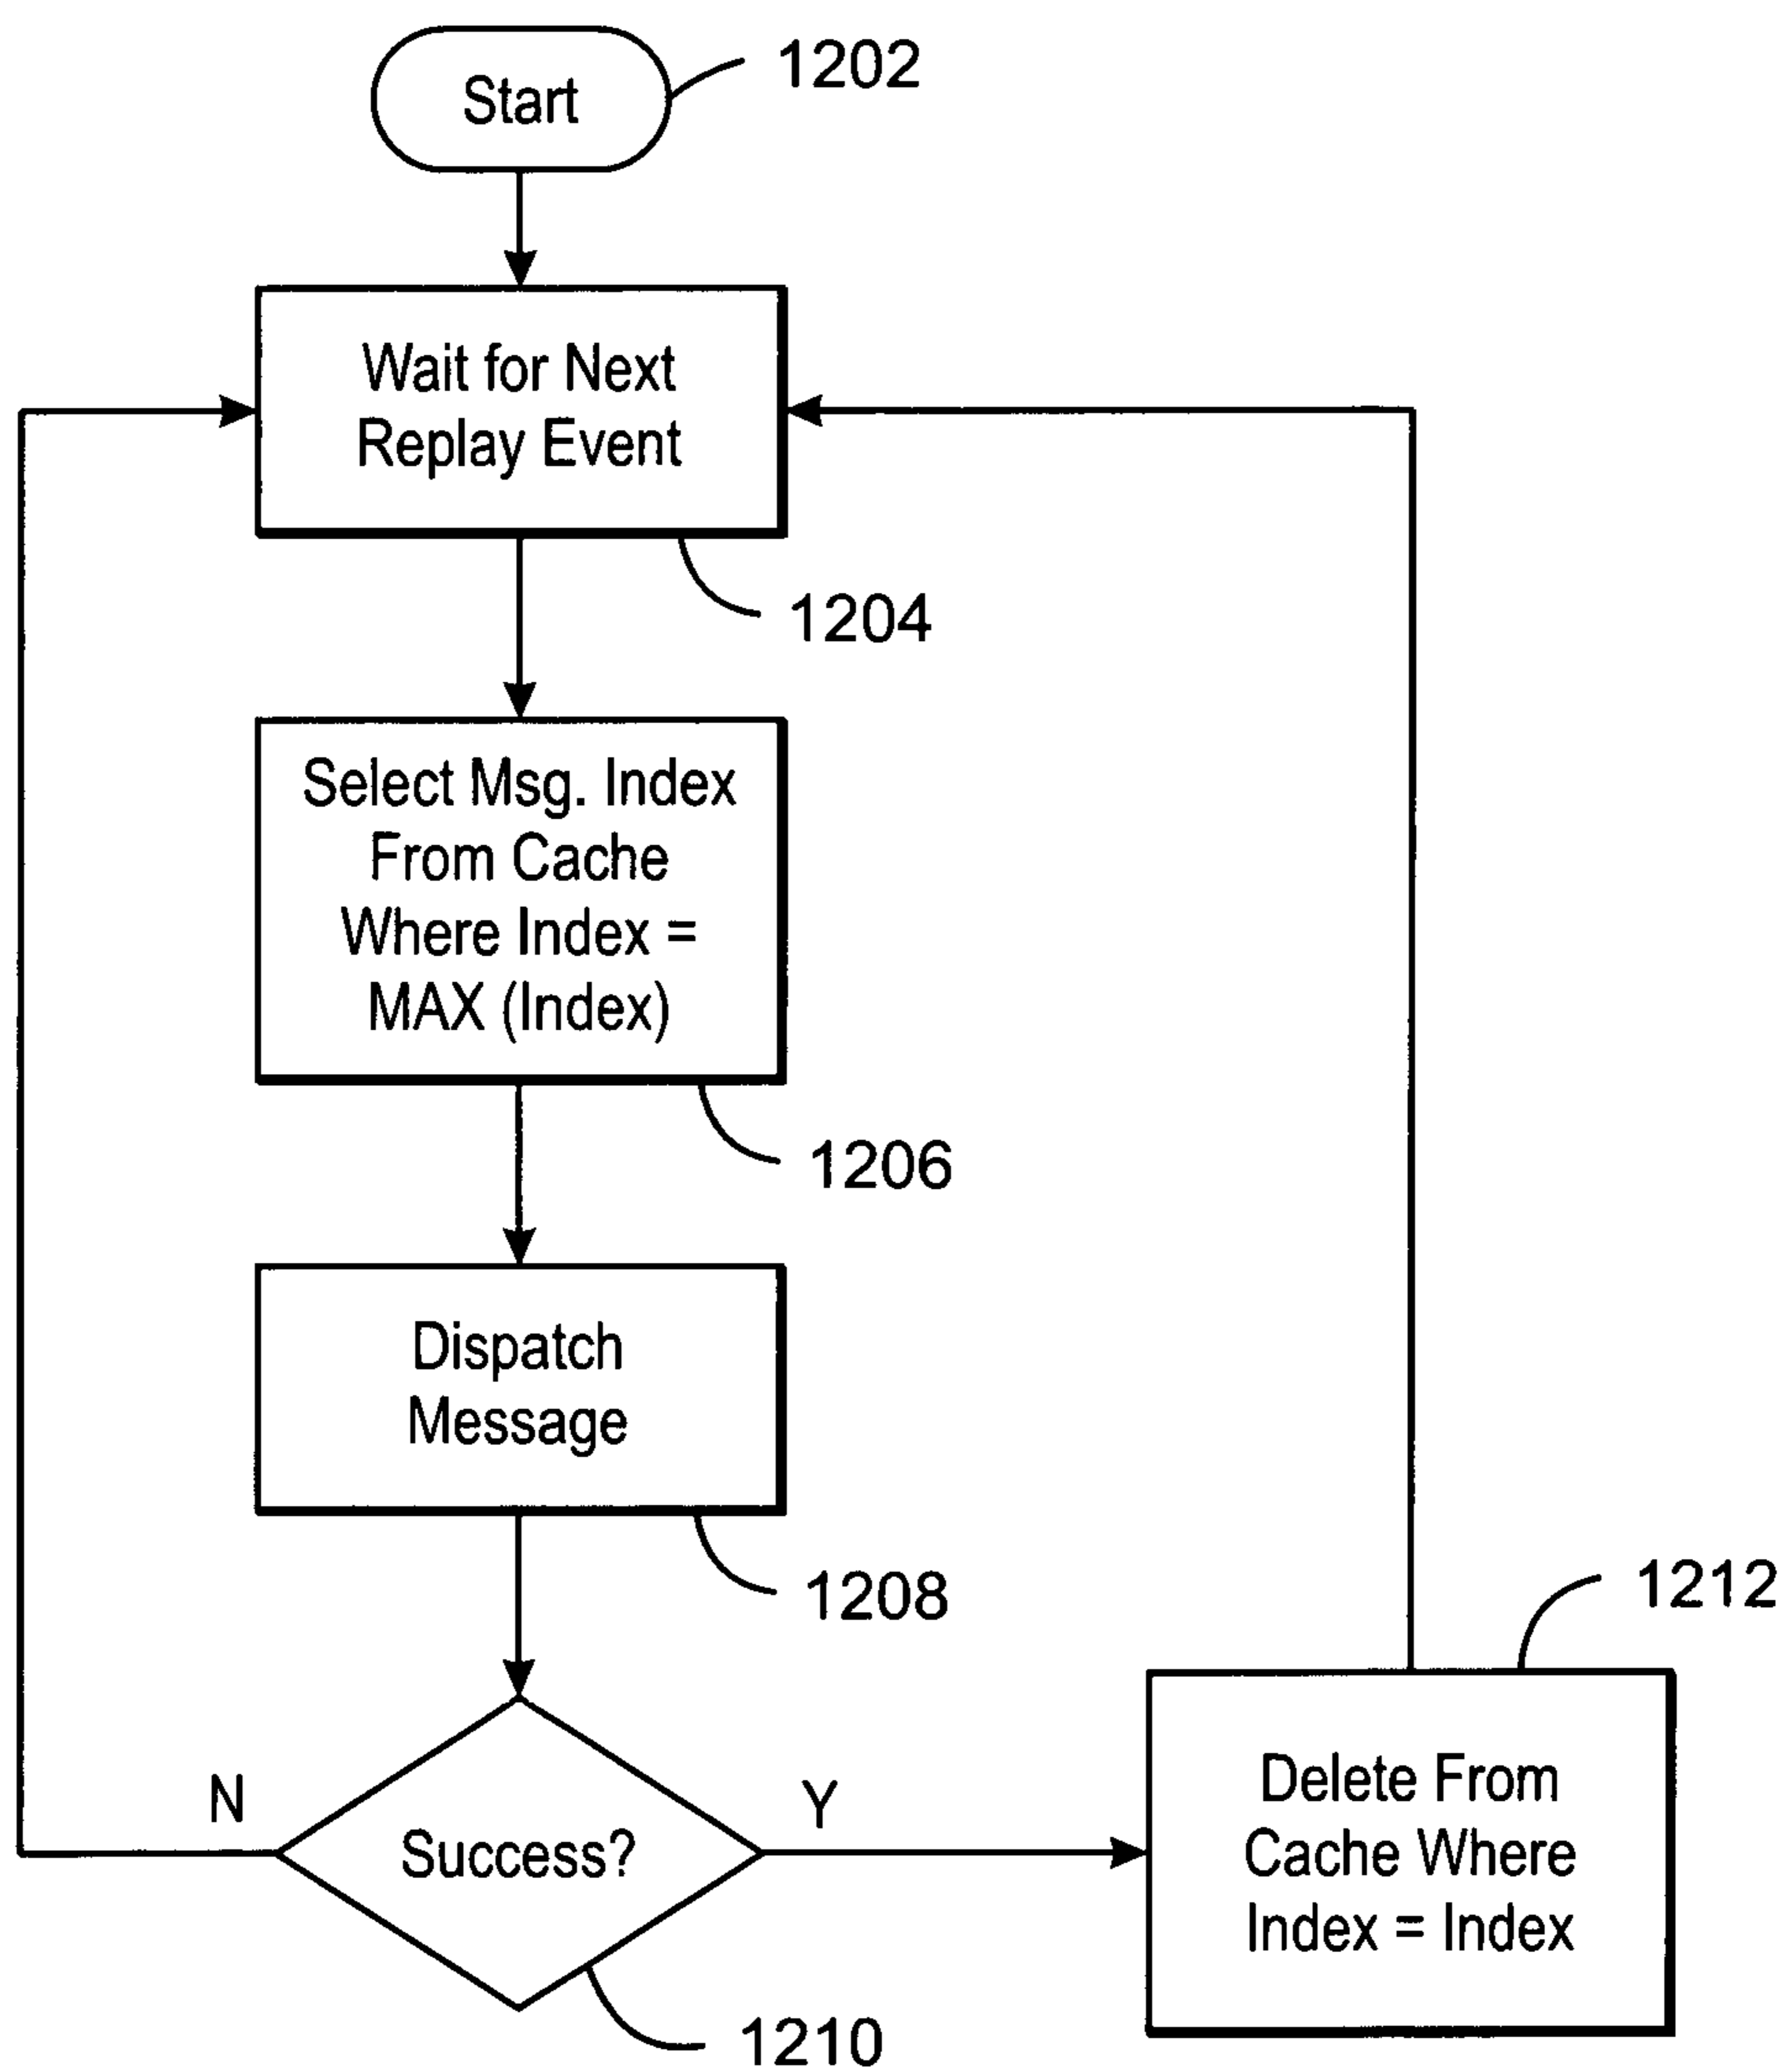 Start
1202
Wait for Next
Replay Event
1204
Select Msg. Index
From Cache
Where Index =
MAX (Index)
1206
Dispatch
Message
1208
1212
N
Success?
Y
Delete From
Cache Where
Index = Index
1210